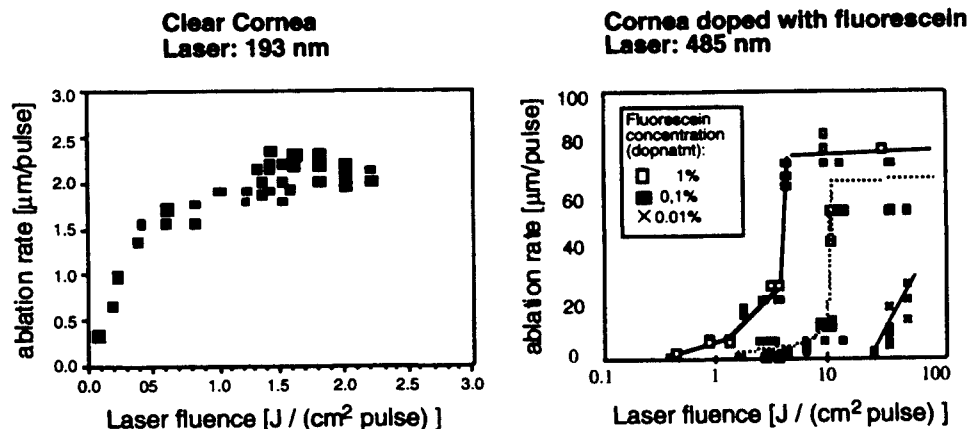 Clear Cornea
Laser: 193 nm
ablation rate [µm/pulse]
3.0
2.5
2.0
1.5
1.0
0.5
0.0
0.0 05 1.0 1.5 2.0 2.5 3.0
Laser fluence [J / (cm² pulse) ]
Cornea doped with fluorescein
Laser: 485 nm
ablation rate [µm/pulse]
100
80
60
40
20
0
Fluorescein
concentration
(dopnatnt):
1%
0,1%
0.01%
0.1 1 10 100
Laser fluence [J / (cm² pulse) ]